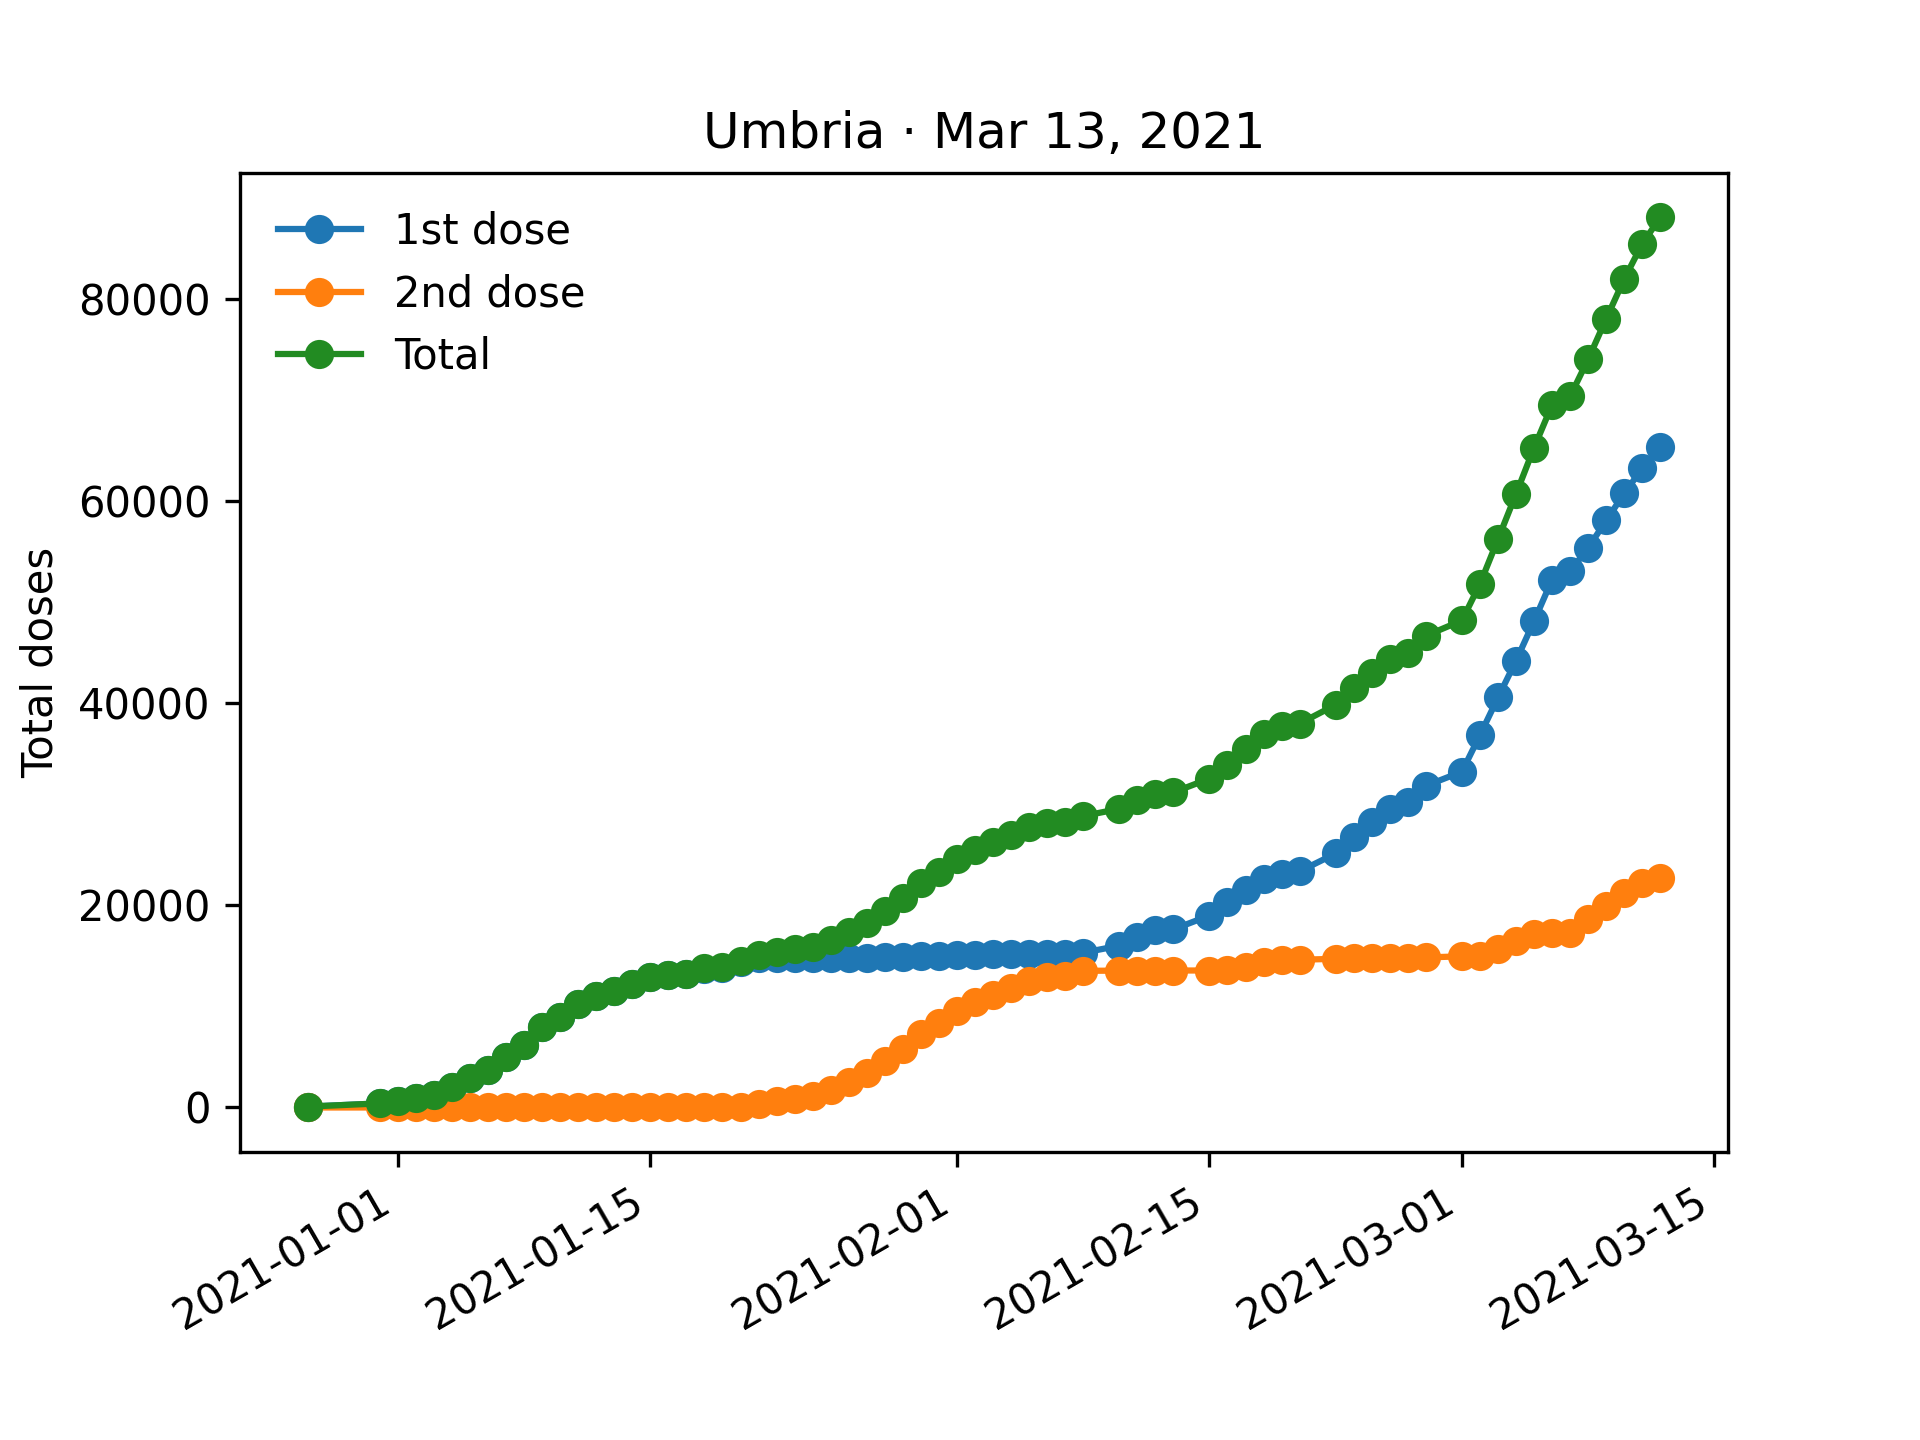 Umbria · Mar 13, 2021
1st dose
2nd dose
Total
Total doses
80000
60000
40000
20000
0
2021-01-01
2021-01-15
2021-02-01
2021-02-15
2021-03-01
2021-03-15